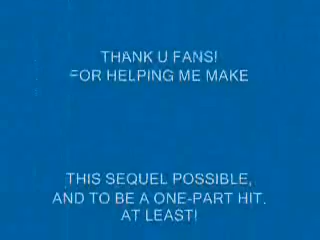 THANK U FANS!
FOR HELPING ME MAKE
THIS SEQUEL POSSIBLE,
AND TO BE A ONE-PART HIT.
AT LEAST!